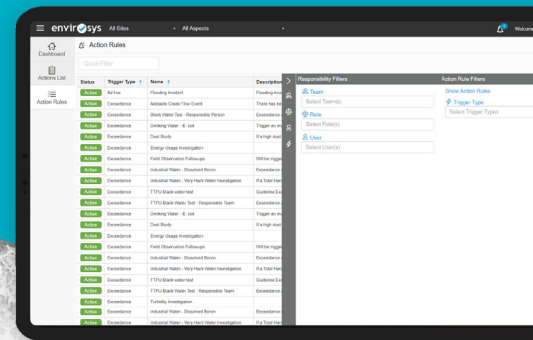 envirosys All Sites All Aspects Welcome
Dashboard
Actions List
Action Rules
Action Rules
Quick Filter
Status Trigger Type Name Description
Active Ad hoc Flooding Incident Flooding inci
Active Exceedance Adelaide Creek Flow Event There has be
Active Exceedance Black Water Test - Responsible Person Exceedance
Active Exceedance Drinking Water - E. coli Trigger an inv
Active Exceedance Dust Study If a high dust
Active Exceedance Energy Usage Investigation
Active Exceedance Field Observation Followups Will be trigge
Active Exceedance Industrial Water - Dissolved Boron Exceedance
Active Exceedance Industrial Water - Very Hard Water Investigation If a Total Har
Active Exceedance TTPU Black water test Guideline Exc
Active Exceedance TTPU Black Water Test - Responsible Team Exceedance
Active Exceedance Drinking Water - E. coli Trigger an inv
Active Exceedance Dust Study If a high dust
Active Exceedance Energy Usage Investigation
Active Exceedance Field Observation Followups Will be trigge
Active Exceedance Industrial Water - Dissolved Boron Exceedance
Active Exceedance Industrial Water - Very Hard Water Investigation If a Total Har
Active Exceedance TTPU Black water test Guideline Exc
Active Exceedance TTPU Black Water Test - Responsible Team Exceedance
Active Exceedance Turbidity Investigation
Active Exceedance Industrial Water - Dissolved Boron Exceedance
Active Exceedance Industrial Water - Very Hard Water Investigation If a Total Har
Responsibility Filters
Team
Select Team(s)
Role
Select Role(s)
User
Select User(s)
Action Rule Filters
Show Action Rules
Trigger Type
Select Trigger Types